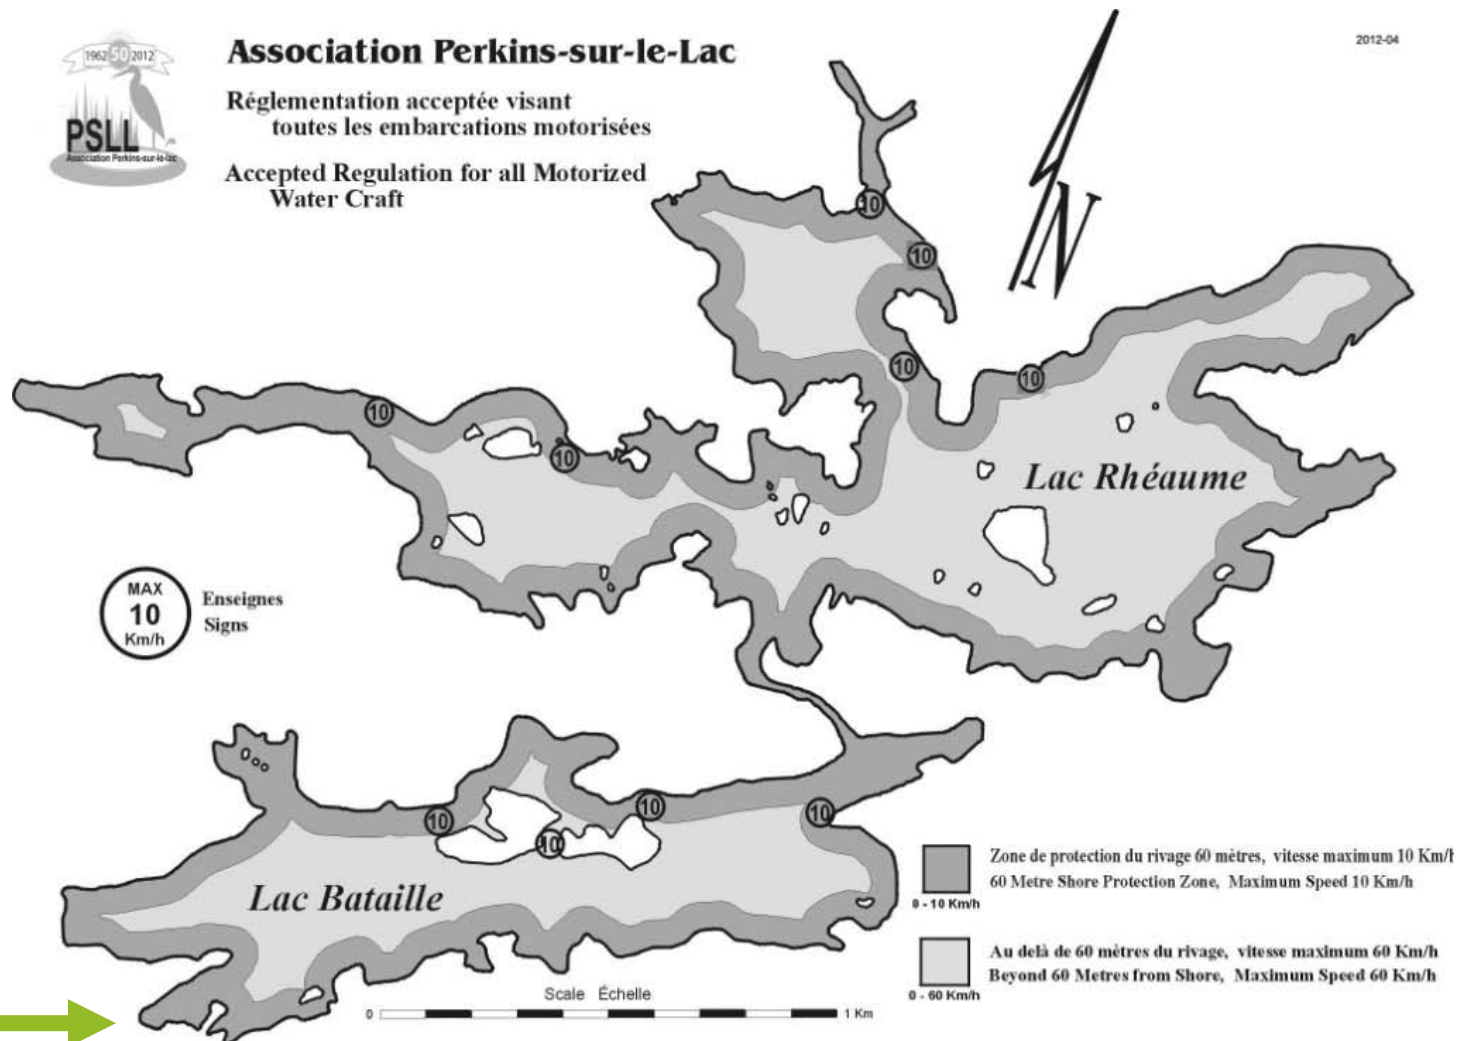 1962 50 2012
PSLL
Association Perkins-sur-le-lac
Association Perkins-sur-le-Lac
Réglementation acceptée visant
toutes les embarcations motorisées
Accepted Regulation for all Motorized
Water Craft
2012-04
N
10
10
10
10
10
10
Lac Rhéaume
MAX
10
Km/h
Enseignes
Signs
10
10
10
10
Lac Bataille
Zone de protection du rivage 60 mètres, vitesse maximum 10 Km/h
60 Metre Shore Protection Zone, Maximum Speed 10 Km/h
0 - 10 Km/h
Au delà de 60 mètres du rivage, vitesse maximum 60 Km/h
Beyond 60 Metres from Shore, Maximum Speed 60 Km/h
0 - 60 Km/h
Scale Échelle
0 1 Km